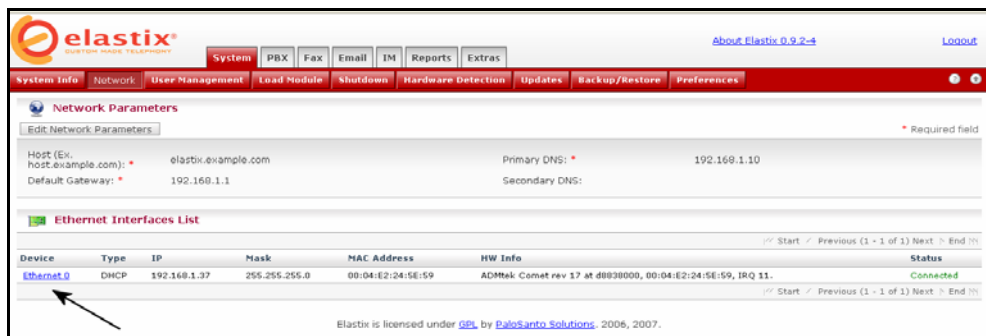 elastix®
CUSTOM MADE TELEPHONY
System PBX Fax Email IM Reports Extras
About Elastix 0.9.2-4 Logout
System Info Network User Management Load Module Shutdown Hardware Detection Updates Backup/Restore Preferences
Network Parameters
Edit Network Parameters * Required field
Host (Ex. host.example.com): * elastix.example.com Primary DNS: * 192.168.1.10
Default Gateway: * 192.168.1.1 Secondary DNS:
Ethernet Interfaces List
Start Previous (1 - 1 of 1) Next End
Device Type IP Mask MAC Address HW Info Status
Ethernet 0 DHCP 192.168.1.37 255.255.255.0 00:04:E2:24:5E:59 ADMtek Comet rev 17 at d8838000, 00:04:E2:24:5E:59, IRQ 11. Connected
Start Previous (1 - 1 of 1) Next End
Elastix is licensed under GPL by PaloSanto Solutions. 2006, 2007.